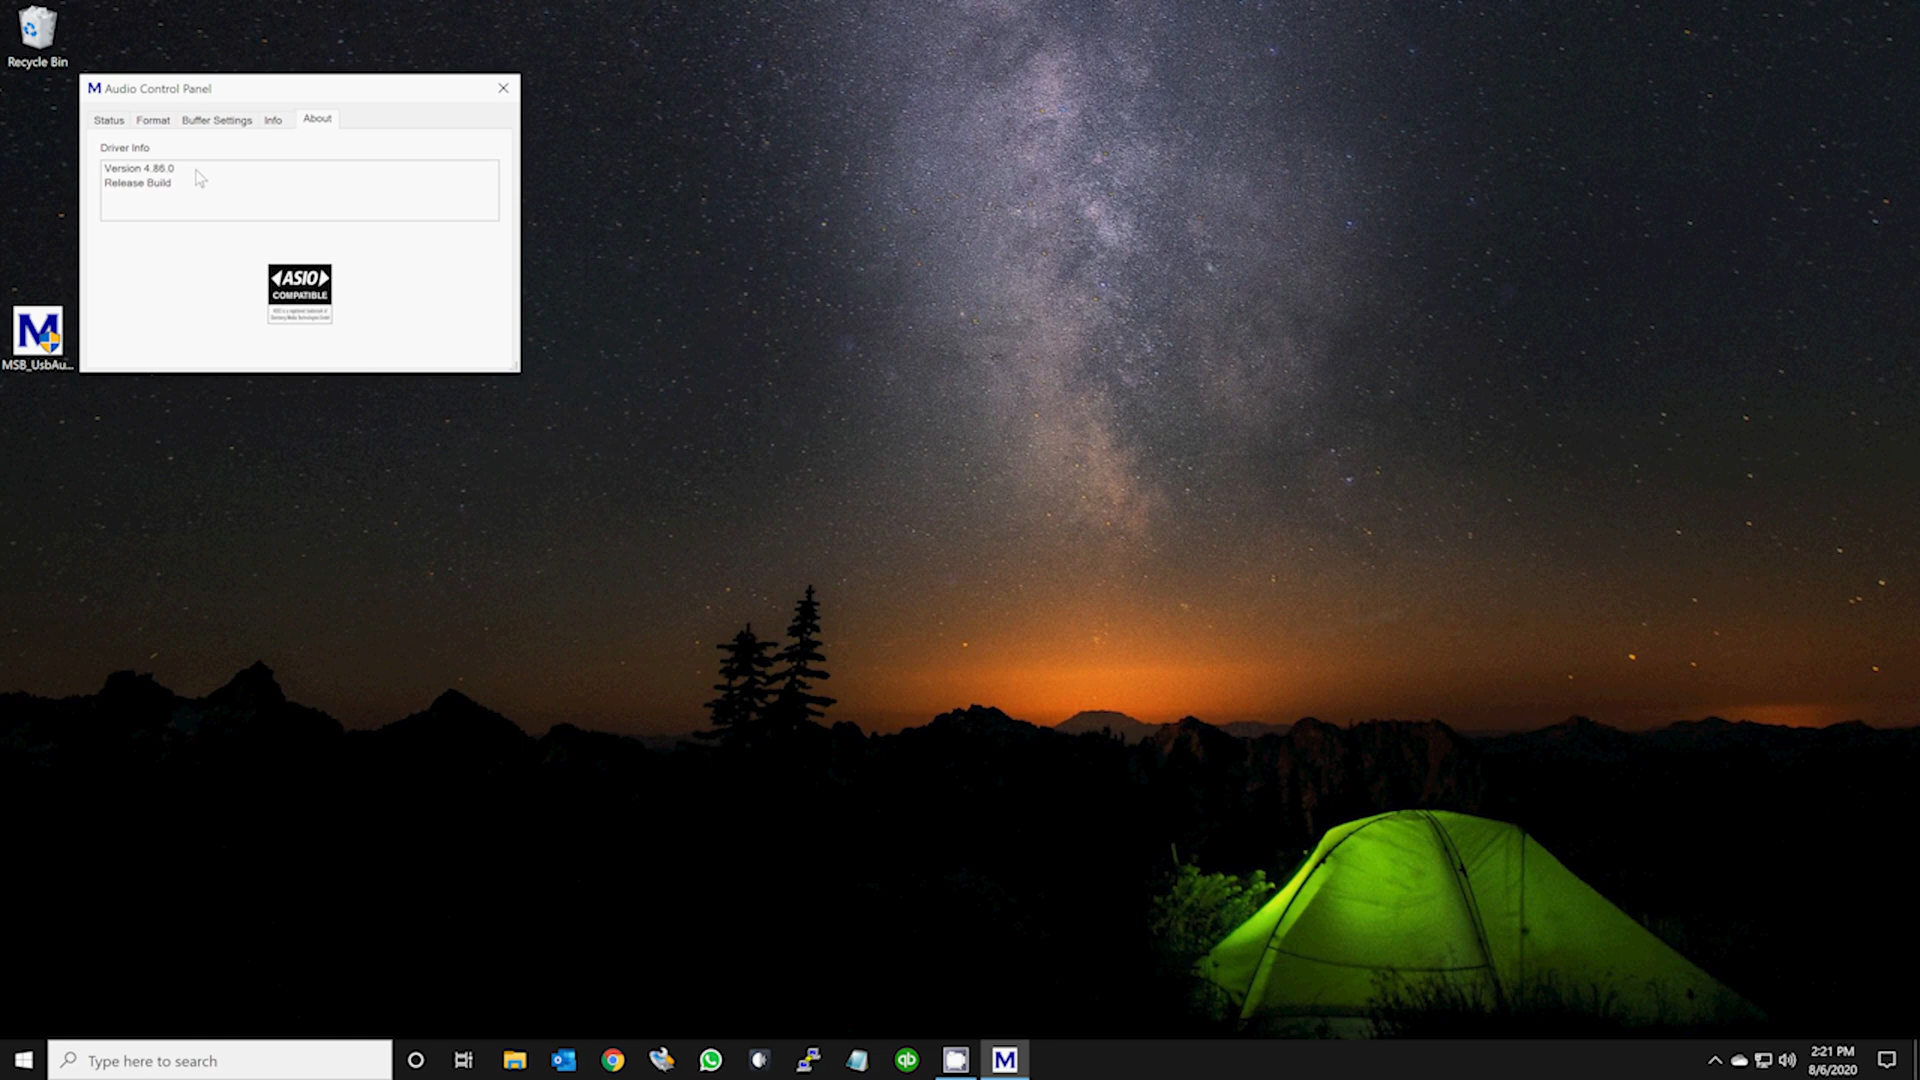 Recycle Bin
M Audio Control Panel
Status Format Buffer Settings Info About
Driver Info
Version 4.86.0
Release Build
ASIO
COMPATIBLE
M
MSB_UsbAu...
Type here to search
qb
M
2:21 PM
8/6/2020